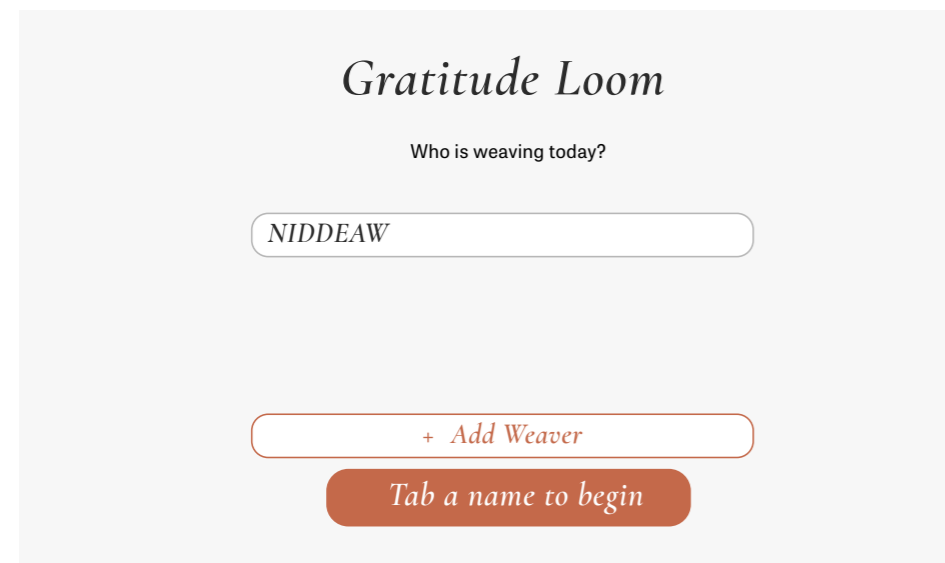 Gratitude Loom
Who is weaving today?
NIDDEAW
+ Add Weaver
Tab a name to begin